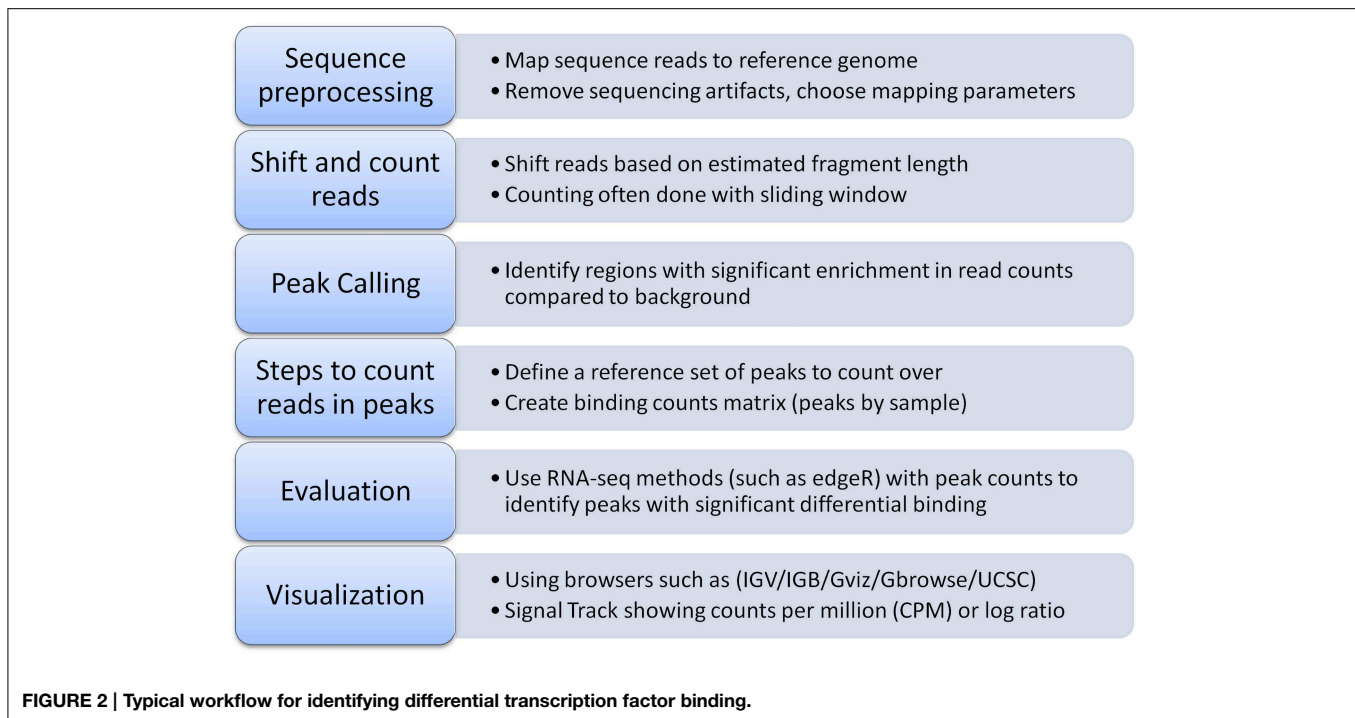 Sequence
preprocessing
• Map sequence reads to reference genome
• Remove sequencing artifacts, choose mapping parameters
Shift and count
reads
• Shift reads based on estimated fragment length
• Counting often done with sliding window
Peak Calling
• Identify regions with significant enrichment in read counts
compared to background
Steps to count
reads in peaks
• Define a reference set of peaks to count over
• Create binding counts matrix (peaks by sample)
Evaluation
• Use RNA-seq methods (such as edgeR) with peak counts to
identify peaks with significant differential binding
Visualization
• Using browsers such as (IGV/IGB/Gviz/Gbrowse/UCSC)
• Signal Track showing counts per million (CPM) or log ratio
FIGURE 2 | Typical workflow for identifying differential transcription factor binding.